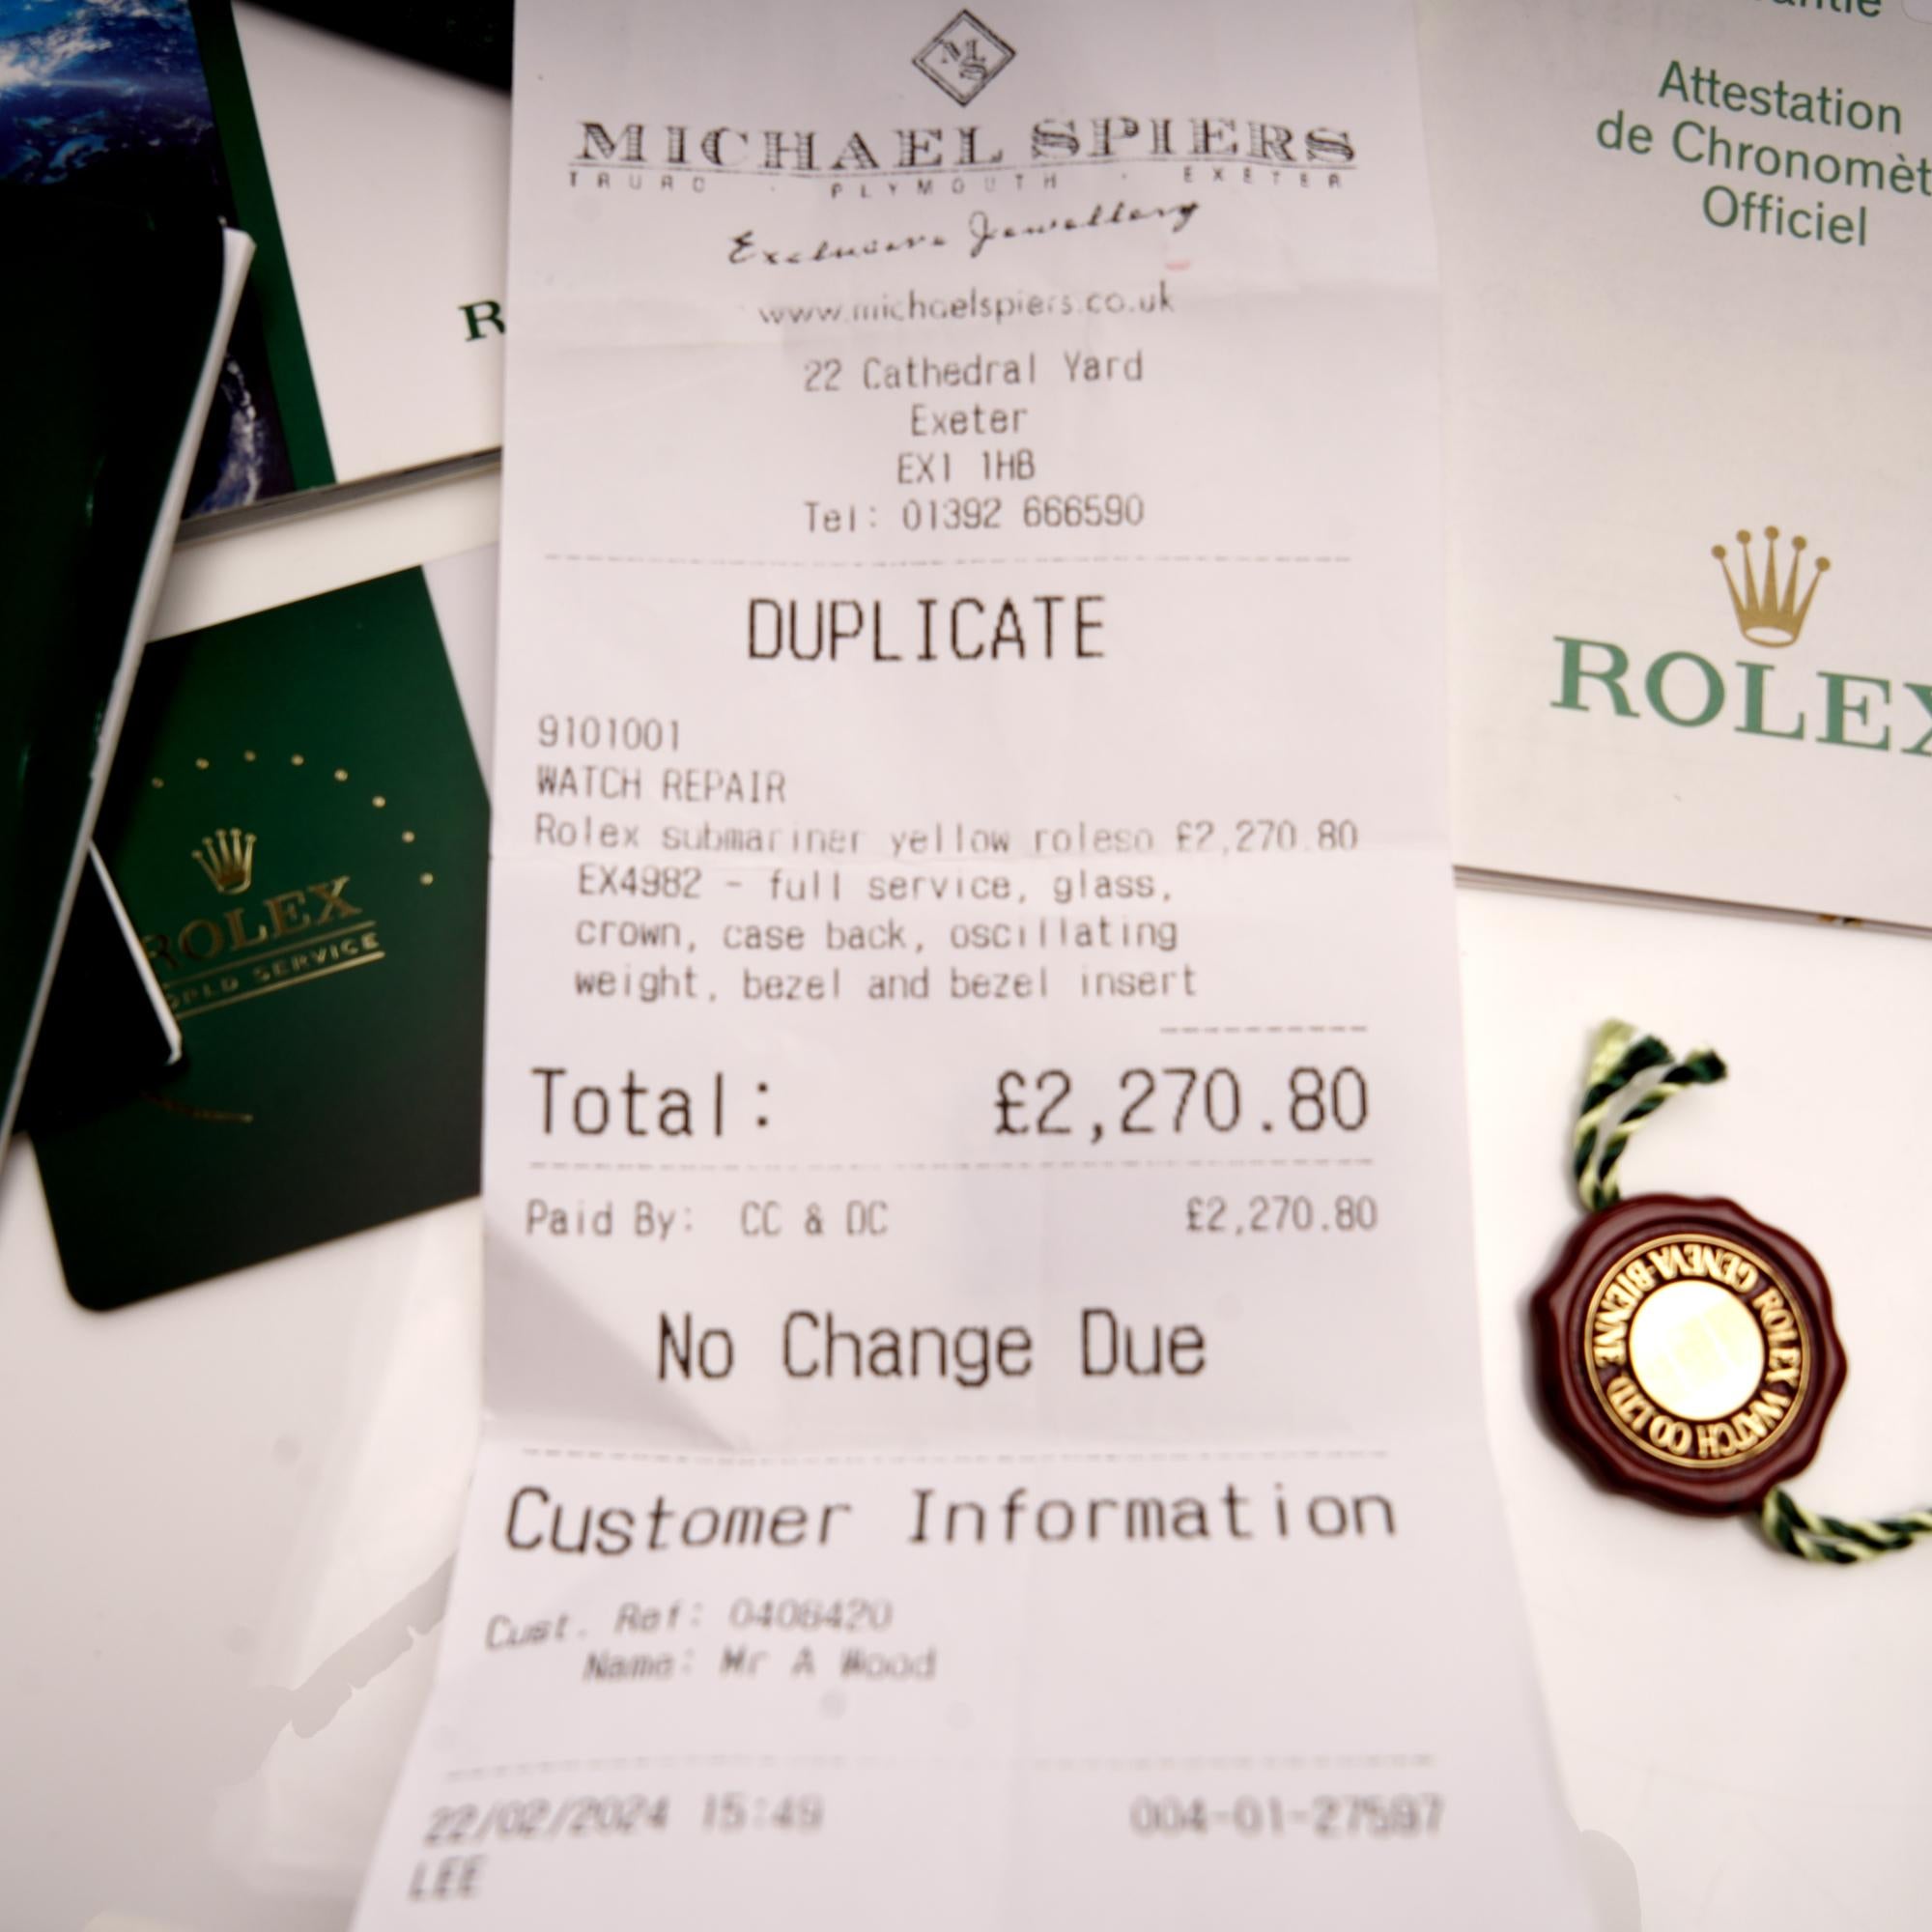 MS
MICHAEL SPIERS
TRURO · PLYMOUTH · EXETER
Exclusive Jewellery
www.michaelspiers.co.uk
22 Cathedral Yard
Exeter
EX1 1HB
Tel: 01392 666590
DUPLICATE
9101001
WATCH REPAIR
Rolex submariner yellow roleso £2,270.80
EX4982 - full service, glass,
crown, case back, oscillating
weight, bezel and bezel insert
Total: £2,270.80
Paid By: CC & DC £2,270.80
No Change Due
Customer Information
Cust. Ref: 0406420
Name: Mr A Wood
22/02/2024 15:49 004-01-27597
LEE
R
ROLEX
WORLD SERVICE
Attestation
de Chronomèt
Officiel
ROLEX
ROLEX WATCH CO LTD GENEVA-BIENNE